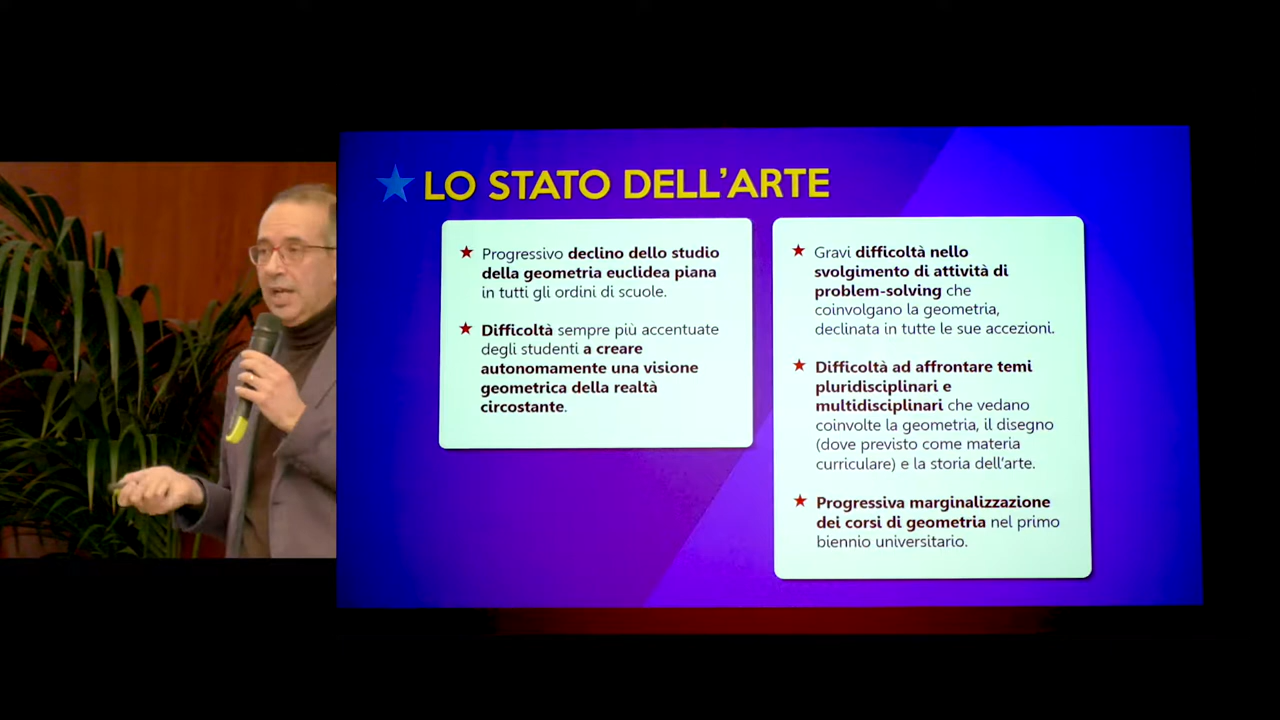 LO STATO DELL'ARTE
Progressivo declino dello studio
della geometria euclidea piana
in tutti gli ordini di scuole.
Difficoltà sempre più accentuate
degli studenti a creare
autonomamente una visione
geometrica della realtà
circostante.
Gravi difficoltà nello
svolgimento di attività di
problem-solving che
coinvolgano la geometria,
declinata in tutte le sue accezioni.
Difficoltà ad affrontare temi
pluridisciplinari e
multidisciplinari che vedano
coinvolte la geometria, il disegno
(dove previsto come materia
curriculare) e la storia dell'arte.
Progressiva marginalizzazione
dei corsi di geometria nel primo
biennio universitario.